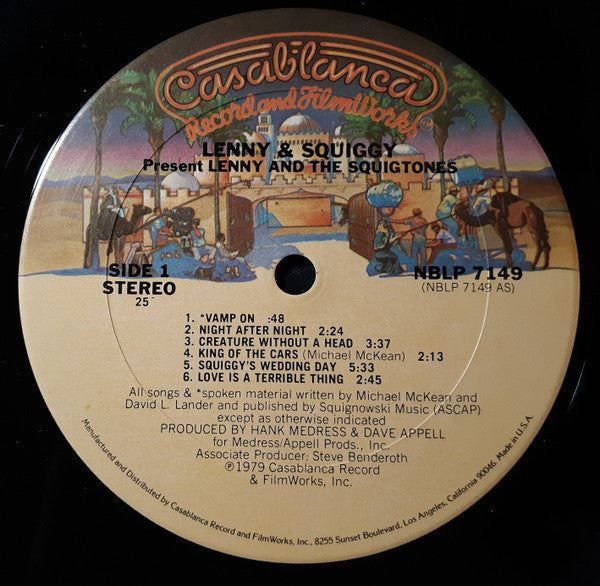 Casablanca
Record and FilmWorks
LENNY & SQUIGGY
Present LENNY AND THE SQUIGTONES
SIDE 1
STEREO
25
NBLP 7149
(NBLP 7149 AS)
1. *VAMP ON :48
2. NIGHT AFTER NIGHT 2:24
3. CREATURE WITHOUT A HEAD 3:37
4. KING OF THE CARS (Michael McKean) 2:13
5. SQUIGGY'S WEDDING DAY 5:33
6. LOVE IS A TERRIBLE THING 2:45
All songs & *spoken material written by Michael McKean and
David L. Lander and published by Squignowski Music (ASCAP)
except as otherwise indicated
PRODUCED BY HANK MEDRESS & DAVE APPELL
for Medress/Appell Prods., Inc.
Associate Producer: Steve Benderoth
℗1979 Casablanca Record
& FilmWorks, Inc.
Manufactured and Distributed by Casablanca Record and FilmWorks, Inc., 8255 Sunset Boulevard, Los Angeles, California 90046. Made in U.S.A.